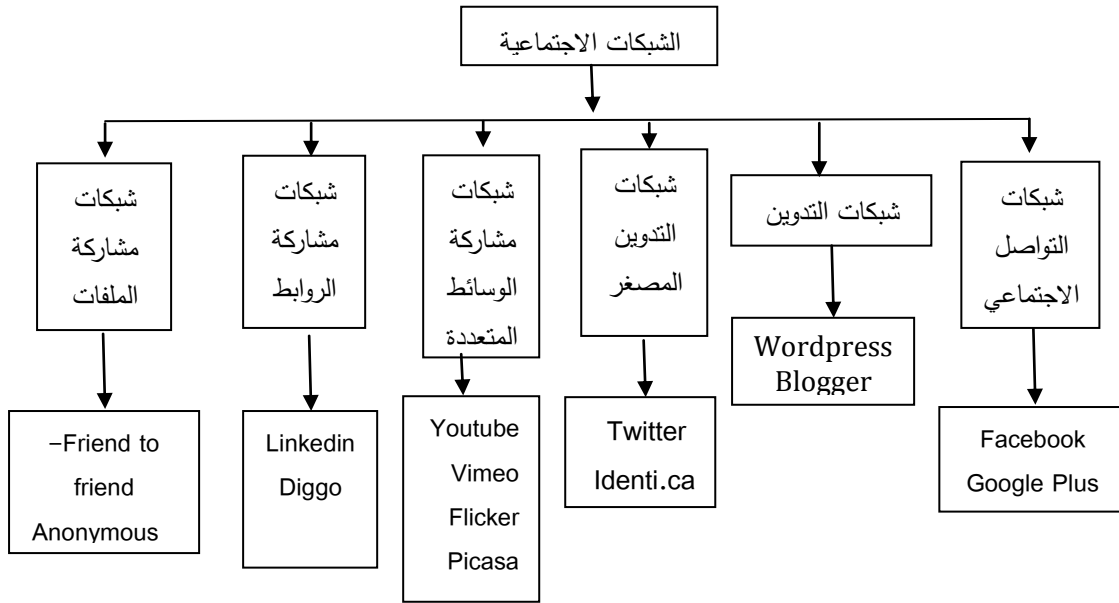 الشبكات الاجتماعية
شبكات
التواصل
الاجتماعي
شبكات التدوين
شبكات
التدوين
المصغر
شبكات
مشاركة
الوسائط
المتعددة
شبكات
مشاركة
الروابط
شبكات
مشاركة
الملفات
Facebook
Google Plus
Wordpress
Blogger
Twitter
Identi.ca
Youtube
Vimeo
Flicker
Picasa
Linkedin
Diggo
–Friend to
friend
Anonymous